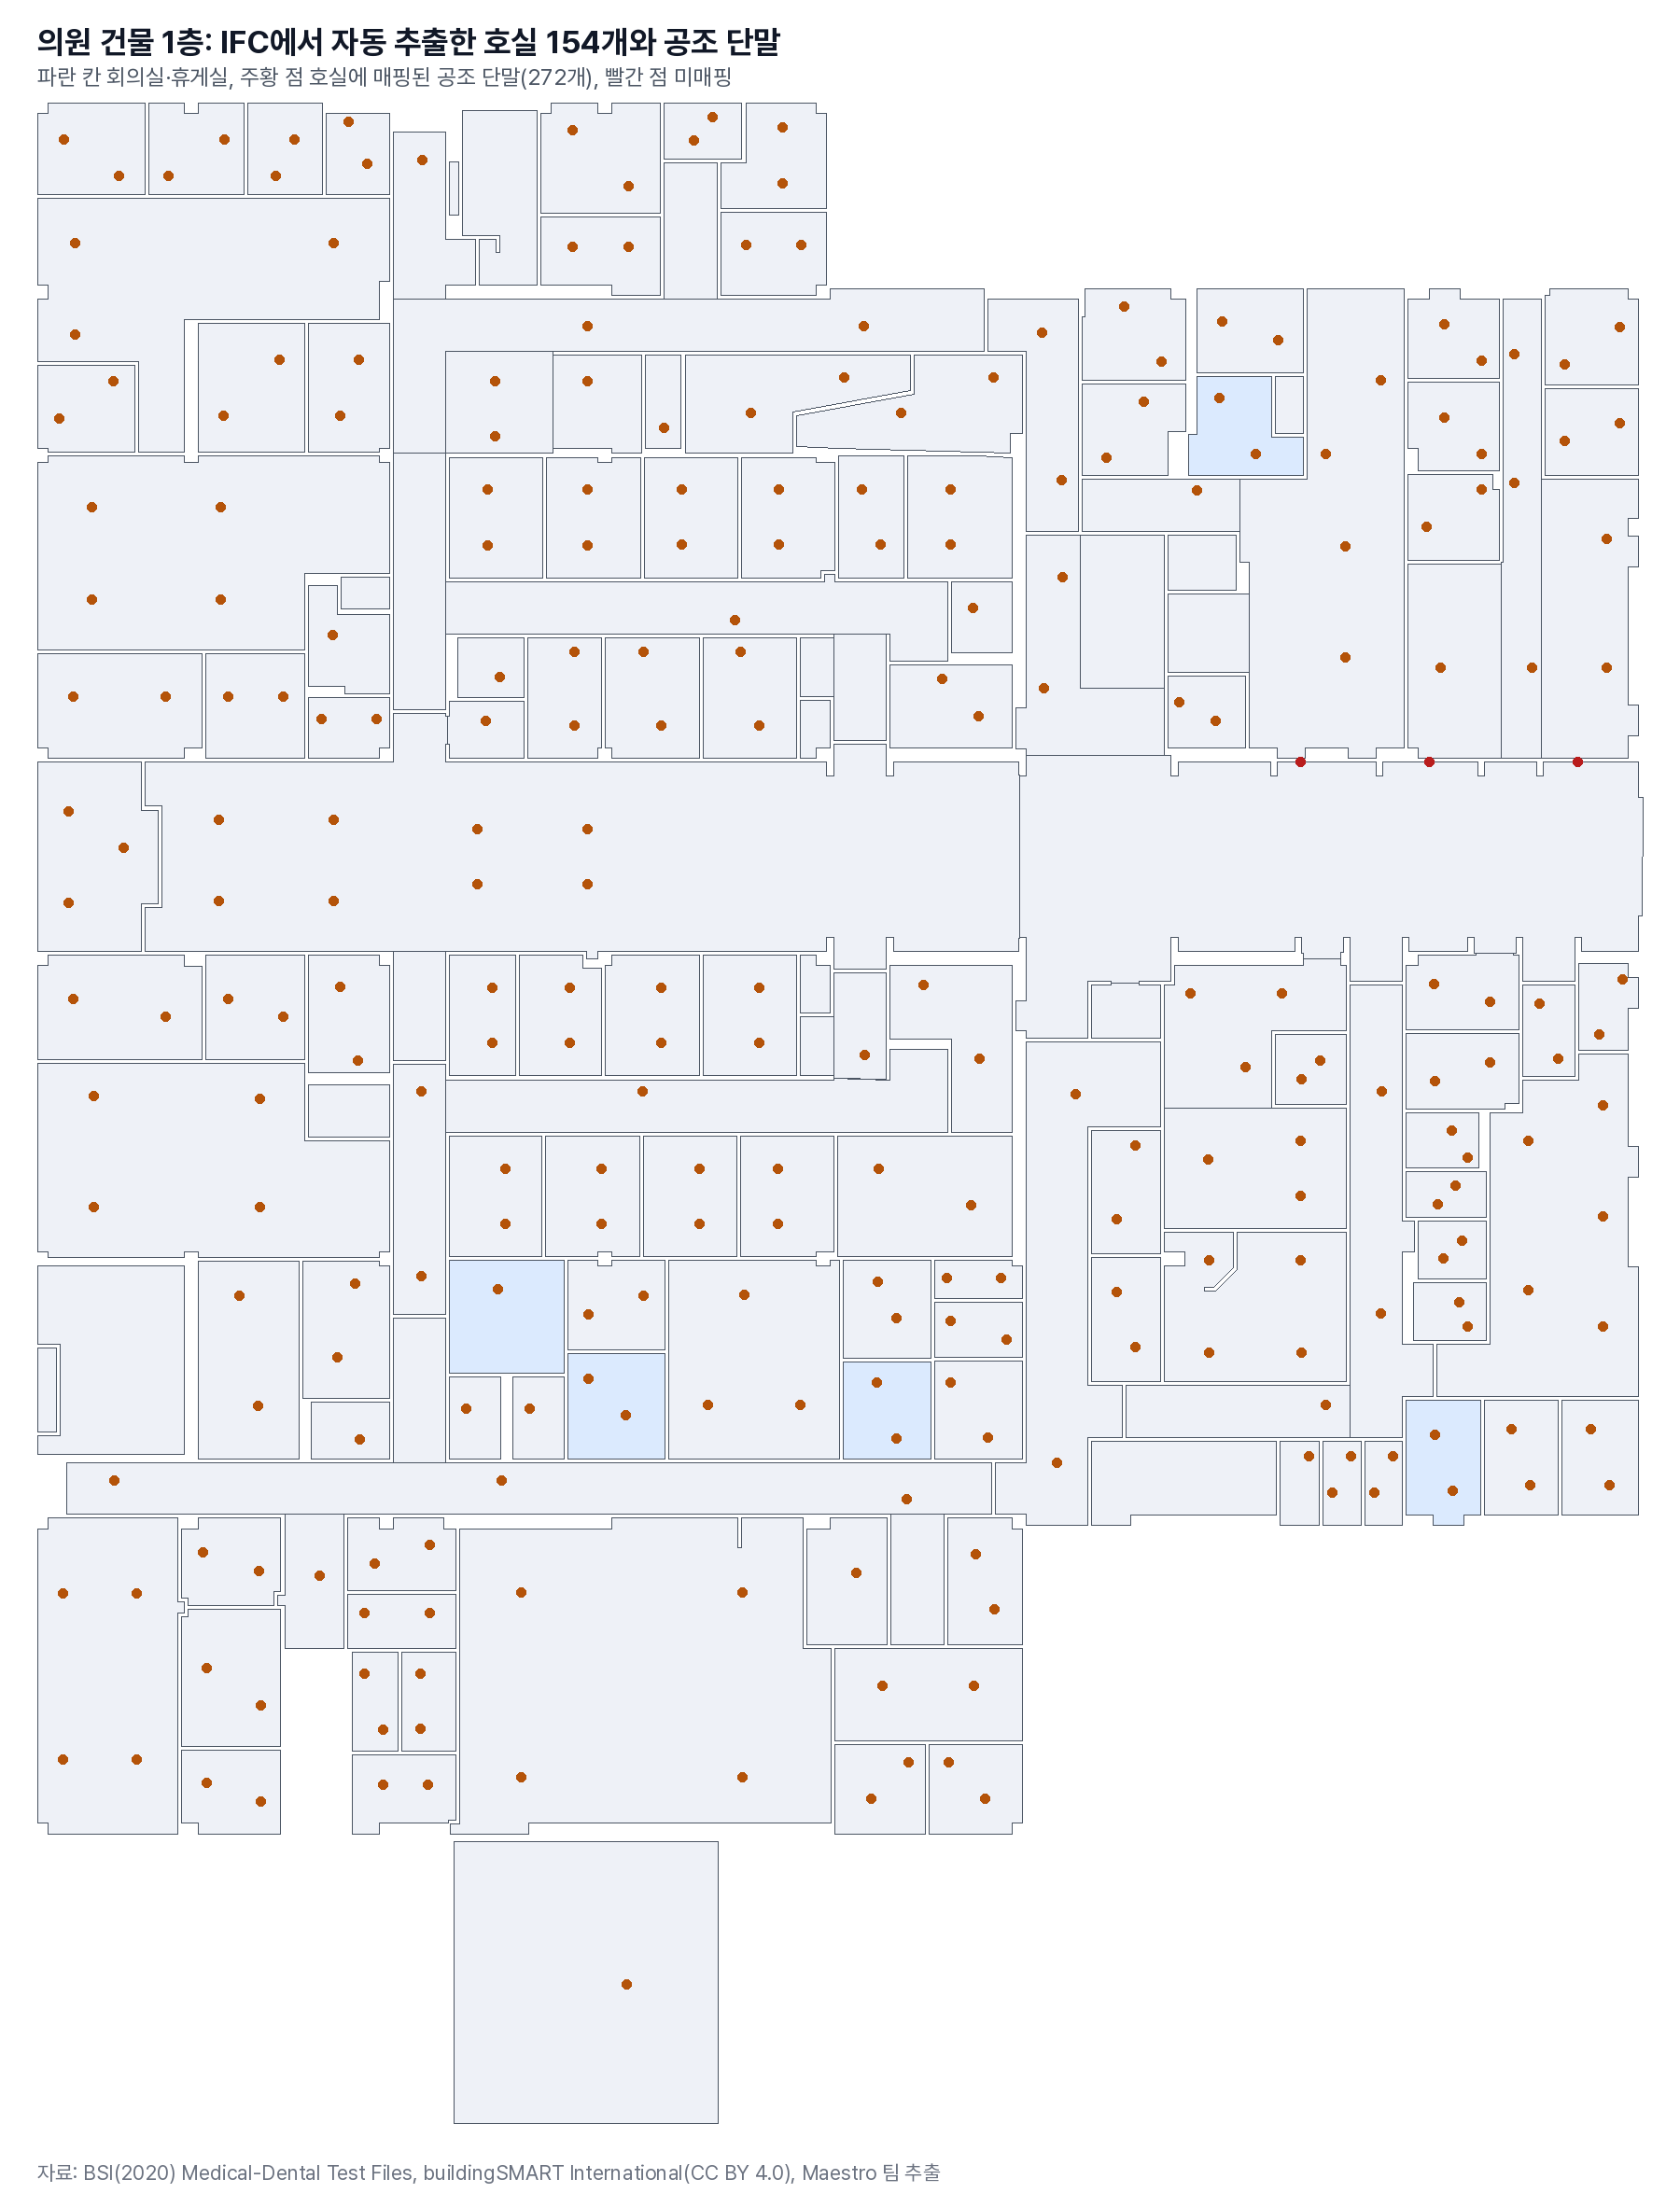 의원 건물 1층: IFC에서 자동 추출한 호실 154개와 공조 단말
파란 칸 회의실·휴게실, 주황 점 호실에 매핑된 공조 단말(272개), 빨간 점 미매핑
자료: BSI(2020) Medical-Dental Test Files, buildingSMART International(CC BY 4.0), Maestro 팀 추출